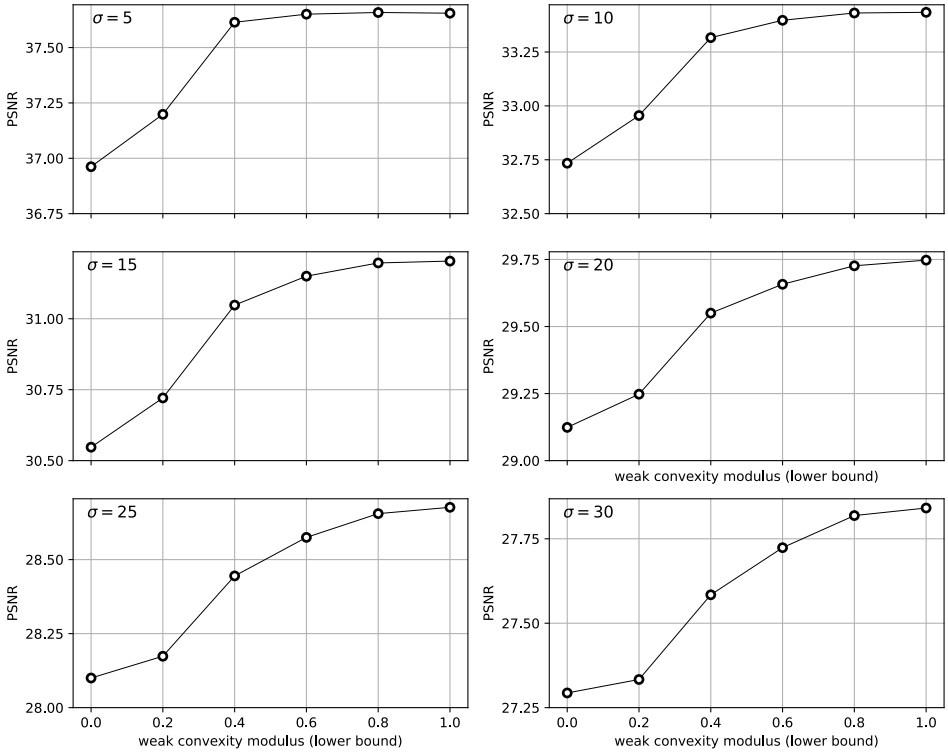 σ = 5
37.50
37.25
37.00
36.75
PSNR
σ = 10
33.25
33.00
32.75
32.50
PSNR
σ = 15
31.00
30.75
30.50
PSNR
σ = 20
29.75
29.50
29.25
29.00
PSNR
weak convexity modulus (lower bound)
σ = 25
28.50
28.25
28.00
PSNR
0.0 0.2 0.4 0.6 0.8 1.0
weak convexity modulus (lower bound)
σ = 30
27.75
27.50
27.25
PSNR
0.0 0.2 0.4 0.6 0.8 1.0
weak convexity modulus (lower bound)